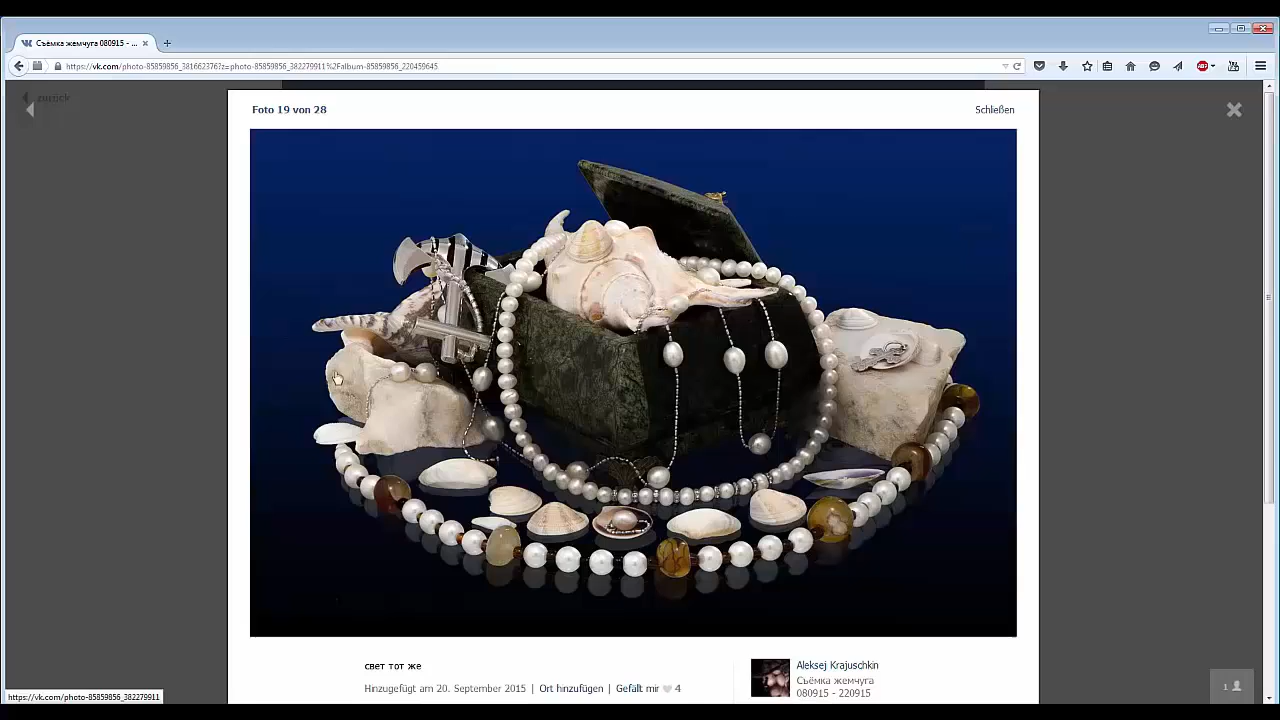 Съёмка жемчуга 080915 - ...
https://vk.com/photo-85859856_381662376?z=photo-85859856_382279911%2Falbum-85859856_220459645
zurück
Foto 19 von 28
Schließen
свет тот же
Hinzugefügt am 20. September 2015 | Ort hinzufügen | Gefällt mir 4
Aleksej Krajuschkin
Съёмка жемчуга
080915 - 220915
https://vk.com/photo-85859856_382279911
1